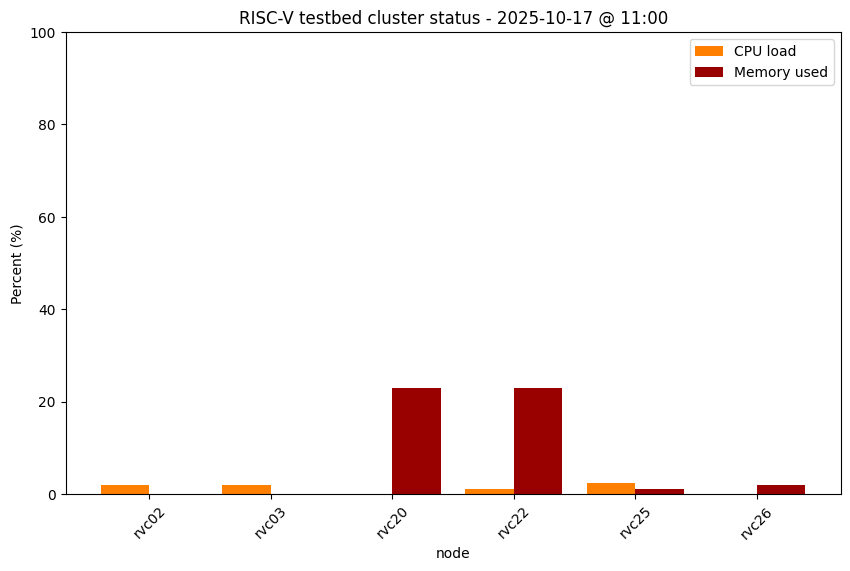 RISC-V testbed cluster status - 2025-10-17 @ 11:00
CPU load
Memory used
Percent (%)
100
80
60
40
20
0
rvc02
rvc03
rvc20
rvc22
rvc25
rvc26
node